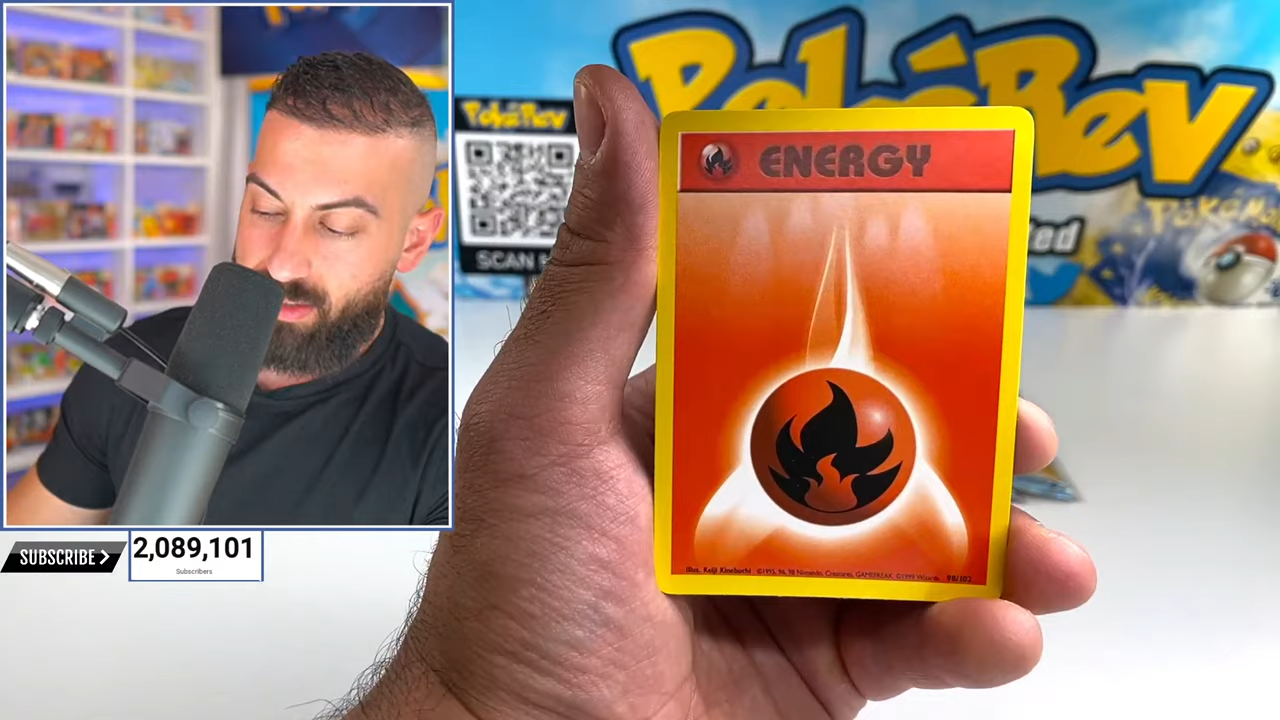 PokéRev
PokéRev
SCAN
ENERGY
Illus. Keiji Kinebuchi ©1995, 96, 98 Nintendo, Creatures, GAMEFREAK. ©1999 Wizards. 98/102
SUBSCRIBE >
2,089,101
Subscribers